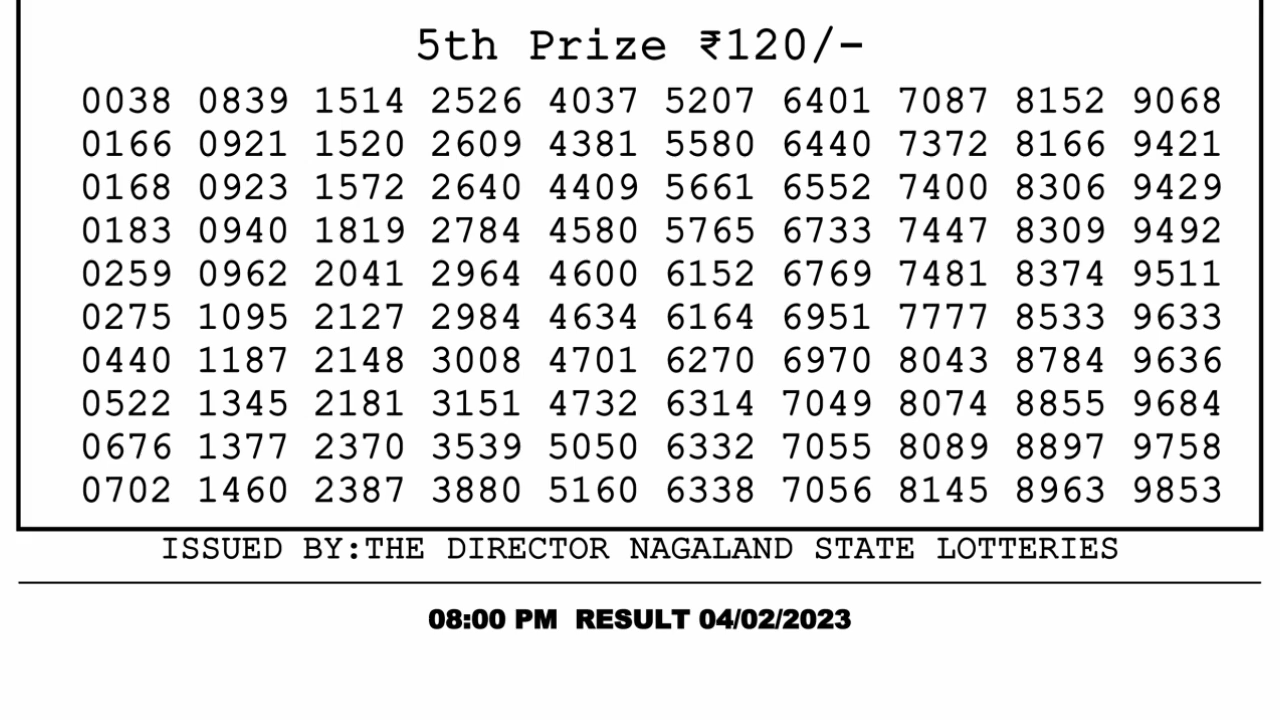 5th Prize ₹120/-
0038 0839 1514 2526 4037 5207 6401 7087 8152 9068
0166 0921 1520 2609 4381 5580 6440 7372 8166 9421
0168 0923 1572 2640 4409 5661 6552 7400 8306 9429
0183 0940 1819 2784 4580 5765 6733 7447 8309 9492
0259 0962 2041 2964 4600 6152 6769 7481 8374 9511
0275 1095 2127 2984 4634 6164 6951 7777 8533 9633
0440 1187 2148 3008 4701 6270 6970 8043 8784 9636
0522 1345 2181 3151 4732 6314 7049 8074 8855 9684
0676 1377 2370 3539 5050 6332 7055 8089 8897 9758
0702 1460 2387 3880 5160 6338 7056 8145 8963 9853
ISSUED BY:THE DIRECTOR NAGALAND STATE LOTTERIES
08:00 PM RESULT 04/02/2023